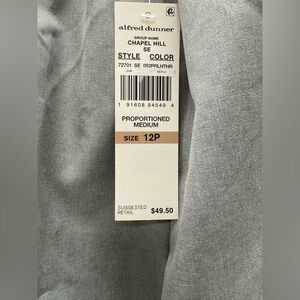 alfred dunner
GROUP NAME
CHAPEL HILL
SE
STYLE COLOR
72701 SE 052PRLHTHR
1 91608 94549 4
PROPORTIONED
MEDIUM
SIZE 12P
SUGGESTED
RETAIL $49.50